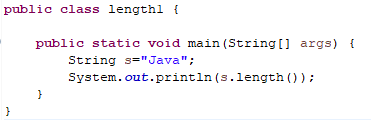 public class length1 {
public static void main(String[] args) {
String s="Java";
System.out.println(s.length());
}
}